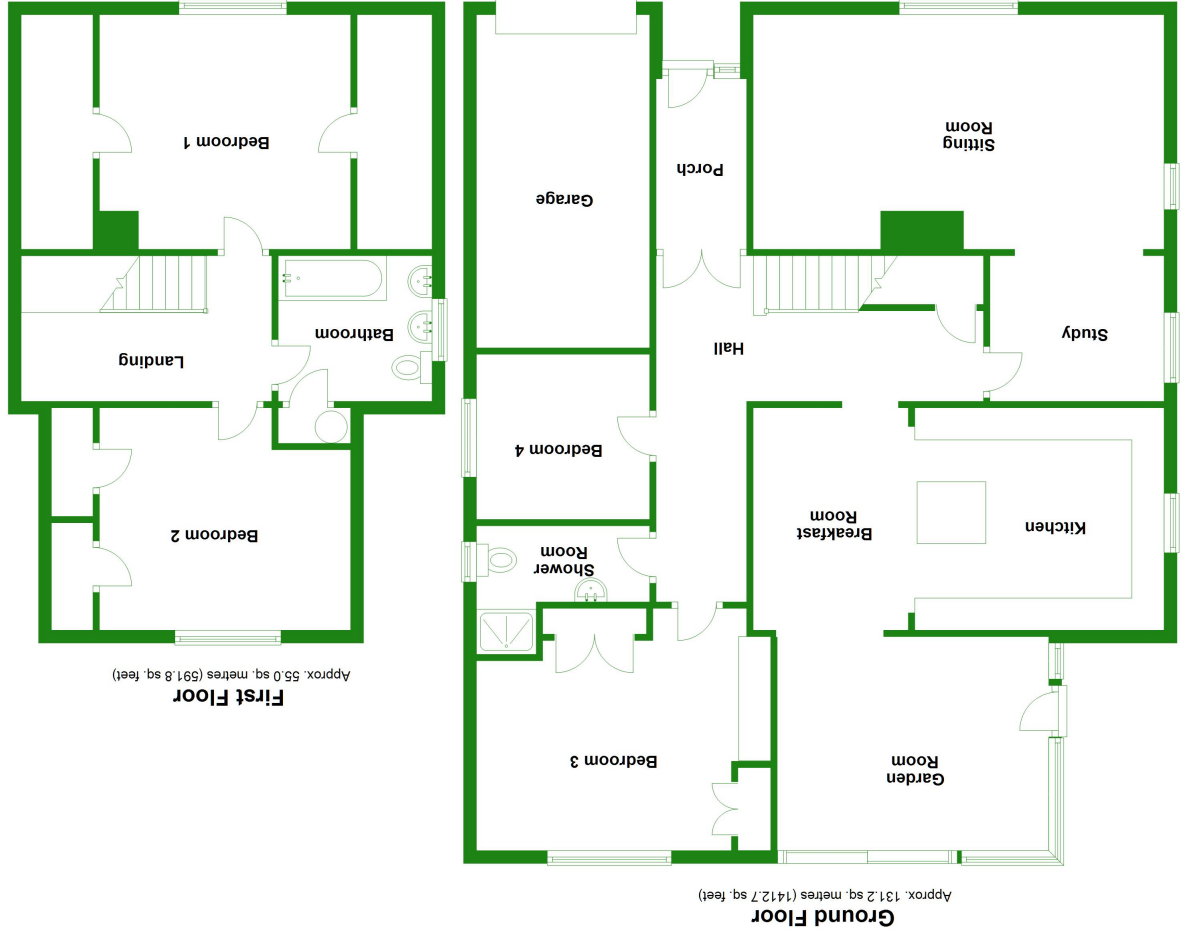 Ground Floor
Approx. 131.2 sq. metres (1412.7 sq. feet)
Garden
Room
Bedroom 3
Kitchen
Breakfast
Room
Shower
Room
Bedroom 4
Study
Hall
Sitting
Room
Porch
Garage
First Floor
Approx. 55.0 sq. metres (591.8 sq. feet)
Bedroom 2
Landing
Bathroom
Bedroom 1